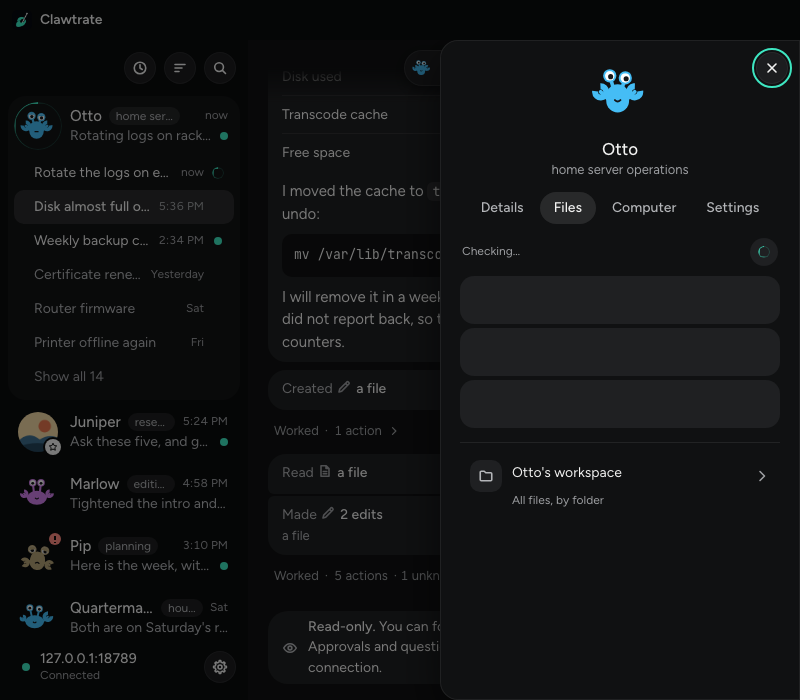 Clawtrate
Otto home ser... now
Rotating logs on rack...
Rotate the logs on e... now
Disk almost full o... 5:36 PM
Weekly backup c... 2:34 PM
Certificate rene... Yesterday
Router firmware Sat
Printer offline again Fri
Show all 14
Juniper rese... 5:24 PM
Ask these five, and g...
Marlow editi... 4:58 PM
Tightened the intro and...
Pip planning 3:10 PM
Here is the week, wit...
Quarterma... hou... Sat
Both are on Saturday's r...
127.0.0.1:18789
Connected
Disk used
Transcode cache
Free space
I moved the cache to t
undo:
mv /var/lib/transco
I will remove it in a week
did not report back, so t
counters.
Created a file
Worked · 1 action
Read a file
Made 2 edits
a file
Worked · 5 actions · 1 unkn
Read-only. You can fo
Approvals and questi
connection.
Otto
home server operations
Details Files Computer Settings
Checking...
Otto's workspace
All files, by folder